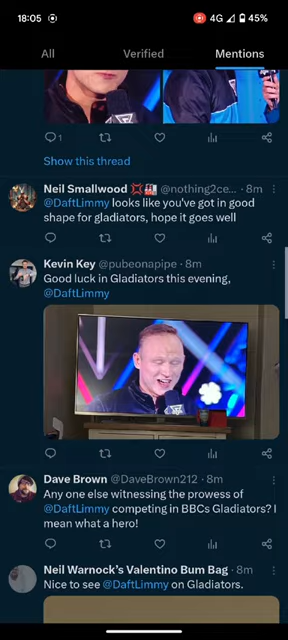 18:05
4G 45%
All Verified Mentions
1
Show this thread
Neil Smallwood 💢🚂 @nothing2ce... · 8m
@DaftLimmy looks like you've got in good
shape for gladiators, hope it goes well
Kevin Key @pubeonapipe · 8m
Good luck in Gladiators this evening,
@DaftLimmy
Dave Brown @DaveBrown212 · 8m
Any one else witnessing the prowess of
@DaftLimmy competing in BBCs Gladiators? I
mean what a hero!
Neil Warnock's Valentino Bum Bag · 8m
Nice to see @DaftLimmy on Gladiators.